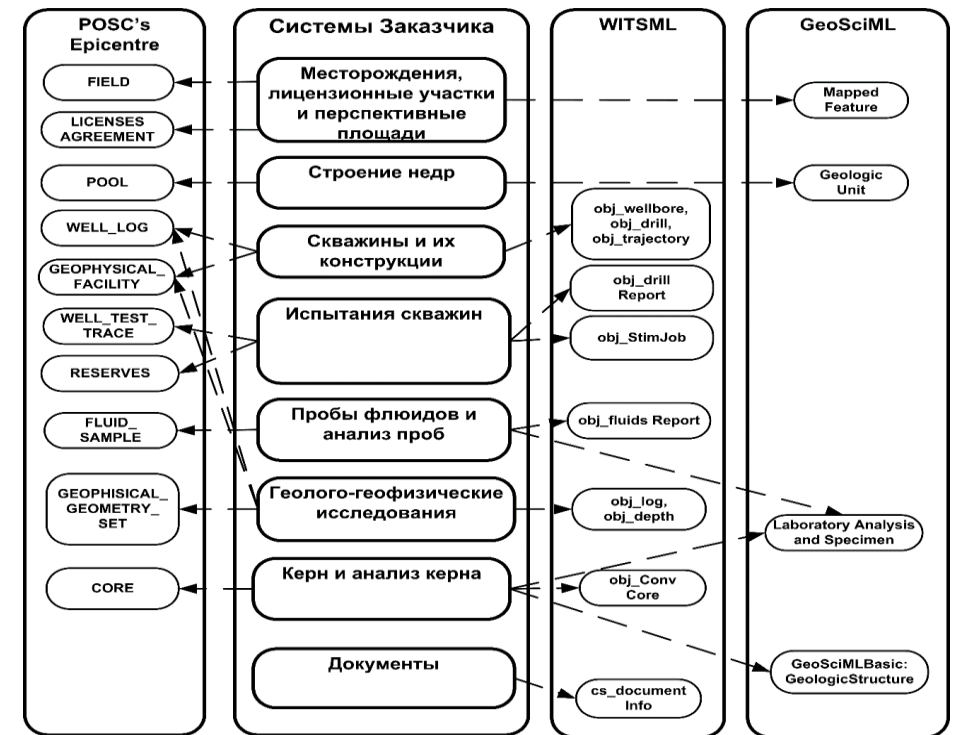 POSC's
Epicentre
FIELD
LICENSES
AGREEMENT
POOL
WELL_LOG
GEOPHYSICAL_
FACILITY
WELL_TEST_
TRACE
RESERVES
FLUID_
SAMPLE
GEOPHISICAL_
GEOMETRY_
SET
CORE
Системы Заказчика
Месторождения,
лицензионные участки
и перспективные
площади
Строение недр
Скважины и их
конструкции
Испытания скважин
Пробы флюидов и
анализ проб
Геолого-геофизические
исследования
Керн и анализ керна
Документы
WITSML
obj_wellbore,
obj_drill,
obj_trajectory
obj_drill
Report
obj_StimJob
obj_fluids Report
obj_log,
obj_depth
obj_Conv
Core
cs_document
Info
GeoSciML
Mapped
Feature
Geologic
Unit
Laboratory Analysis
and Specimen
GeoSciMLBasic:
GeologicStructure